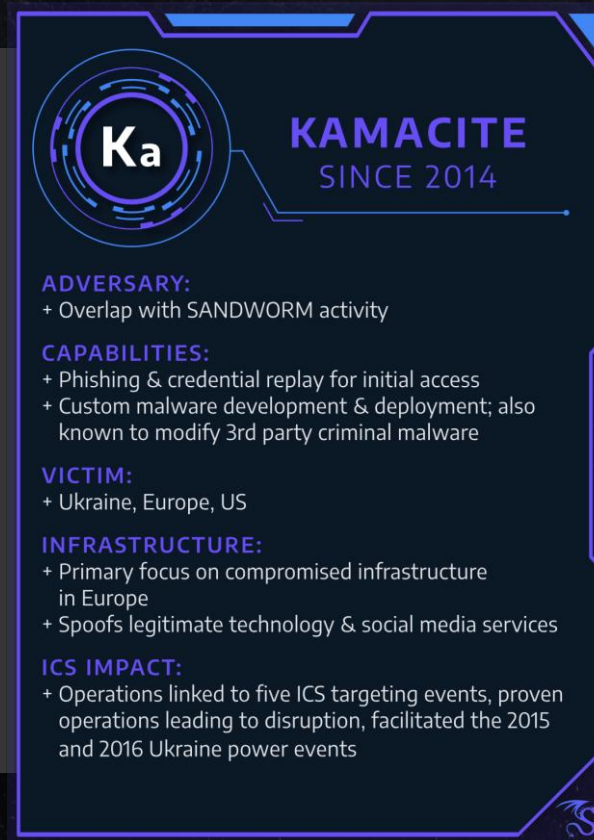 Ka
KAMACITE
SINCE 2014
ADVERSARY:
+ Overlap with SANDWORM activity
CAPABILITIES:
+ Phishing & credential replay for initial access
+ Custom malware development & deployment; also
known to modify 3rd party criminal malware
VICTIM:
+ Ukraine, Europe, US
INFRASTRUCTURE:
+ Primary focus on compromised infrastructure
in Europe
+ Spoofs legitimate technology & social media services
ICS IMPACT:
+ Operations linked to five ICS targeting events, proven
operations leading to disruption, facilitated the 2015
and 2016 Ukraine power events